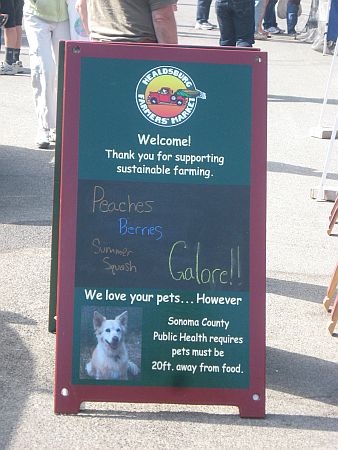 HEALDSBURG
FARMERS' MARKET
Welcome!
Thank you for supporting
sustainable farming.
Peaches
Berries
Summer
Squash
Galore!!
We love your pets... However
Sonoma County
Public Health requires
pets must be
20ft. away from food.